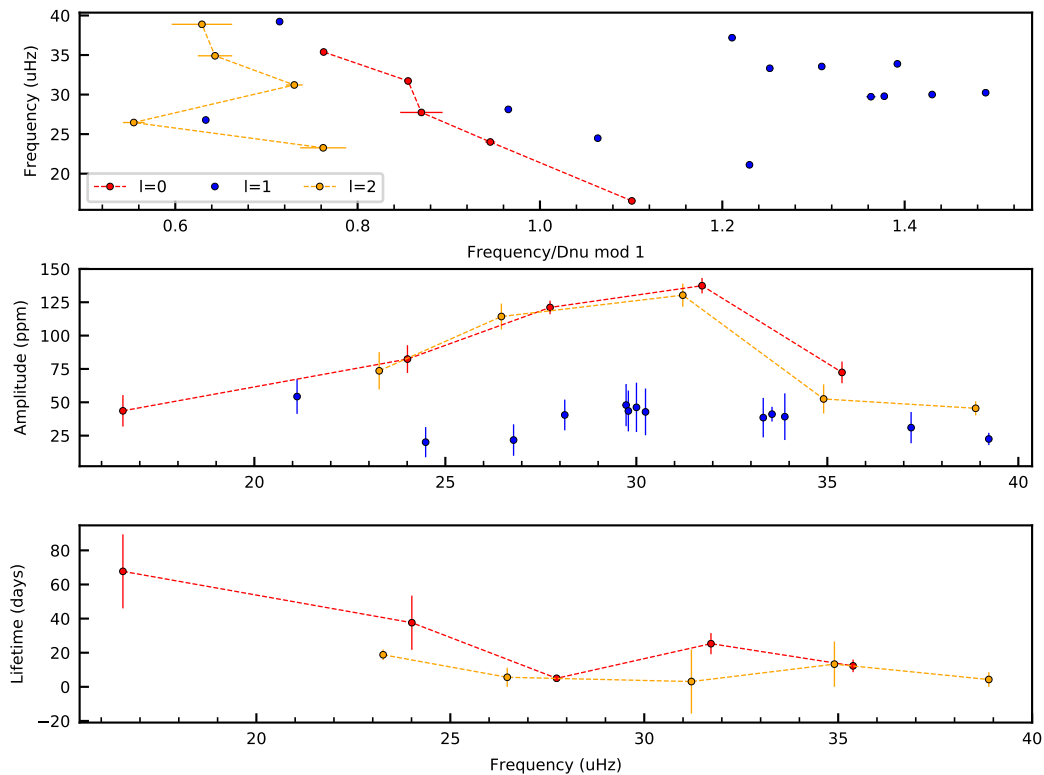 40
35
30
25
20
Frequency (uHz)
l=0 l=1 l=2
0.6 0.8 1.0 1.2 1.4
Frequency/Dnu mod 1
150
125
100
75
50
25
Amplitude (ppm)
20 25 30 35 40
80
60
40
20
0
−20
Lifetime (days)
20 25 30 35 40
Frequency (uHz)